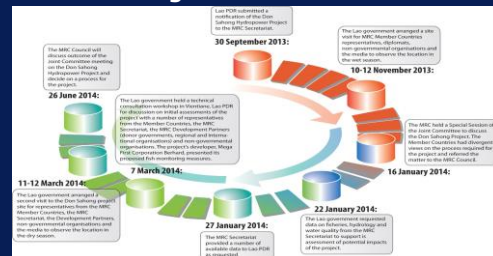 Lao PDR submitted a
notification of the Don
Sahong Hydropower Project
to the MRC Secretariat.
30 September 2013:
The Lao government arranged a site
visit for MRC Member Countries
representatives, diplomats,
non-governmental organisations and
the media to observe the location in
the wet season.
10-12 November 2013:
The MRC held a Special Session of
the Joint Committee to discuss
the Don Sahong Project. The
Member Countries had divergent
views on the process required for
the project and referred the
matter to the MRC Council.
16 January 2014:
22 January 2014:
The Lao government requested
data on fisheries, hydrology and
water quality from the MRC
Secretariat to support its
assessment of potential impacts
of the project.
27 January 2014:
The MRC Secretariat
provided a number of
available data to Lao PDR
as requested
The Lao government held a technical
consultation workshop in Vientiane, Lao PDR
for discussion on initial assessments of the
project with a number of representatives
from the Member Countries, the MRC
Secretariat, the MRC Development Partners
(donor governments, regional and interna-
tional organisations) and non-governmental
organisations. The project's developer, Mega
First Corporation Berhard, presented its
proposed fish monitoring measures.
7 March 2014:
11-12 March 2014:
The Lao government arranged a
second visit to the Don Sahong project
site for representatives from the MRC
Member Countries, the MRC
Secretariat, the Development Partners,
non-governmental organisations and
the media to observe the location in
the dry season.
The MRC Council will
discuss outcome of the
Joint Committee meeting
on the Don Sahong
Hydropower Project and
decide on a process for
the project.
26 June 2014: